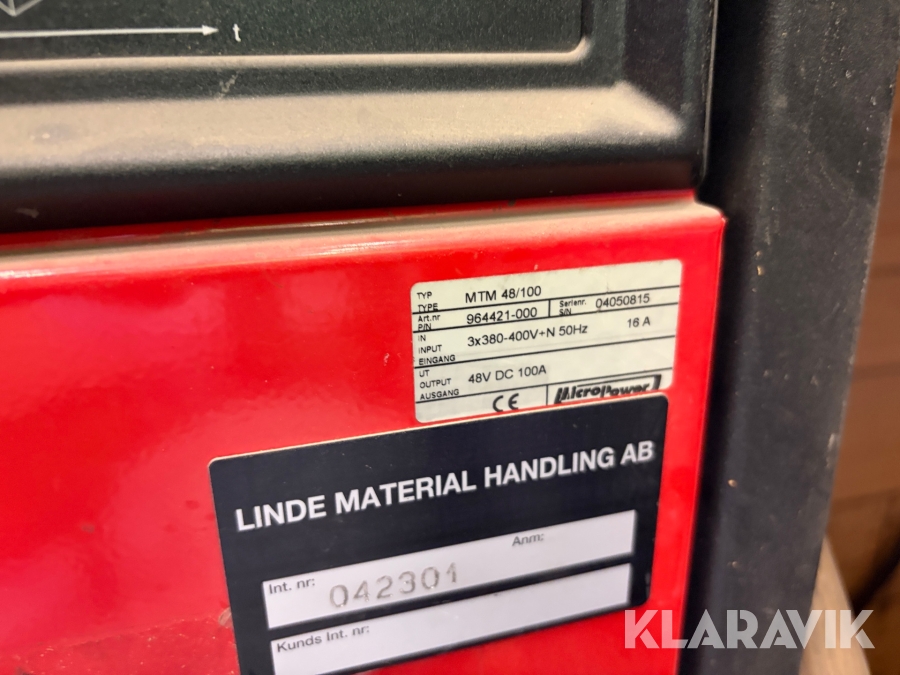 t
TYP
TYPE
MTM 48/100
Art.nr
P/N
964421-000
Serienr.
S/N
04050815
IN
INPUT
EINGANG
3x380-400V+N 50Hz
16 A
UT
OUTPUT
AUSGANG
48V DC 100A
CE
MicroPower
LINDE MATERIAL HANDLING AB
Int. nr:
042301
Anm:
Kunds Int. nr:
KLARAVIK